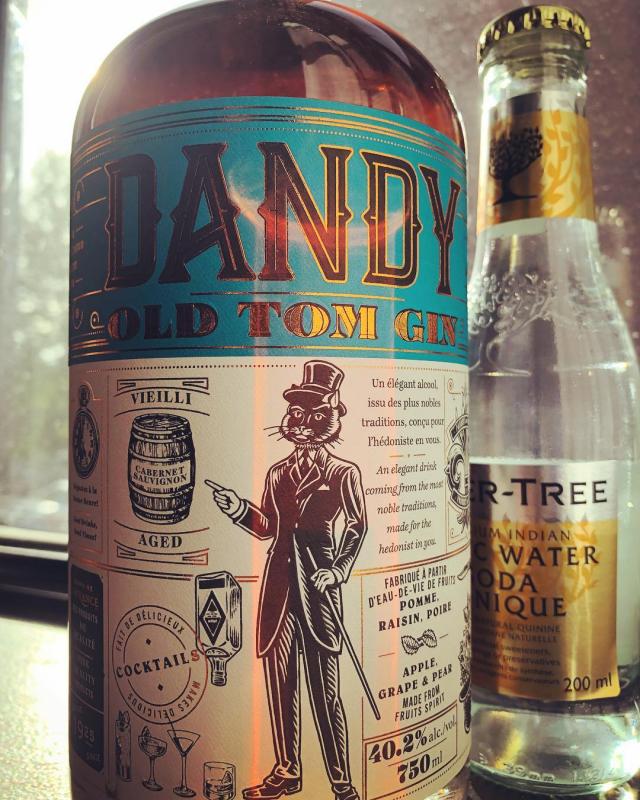 DANDY
OLD TOM GIN
VIEILLI
CABERNET
SAUVIGNON
AGED
Un élégant alcool,
issu des plus nobles
traditions, conçu pour
l'hédoniste en vous.
An elegant drink
coming from the most
noble traditions,
made for the
hedonist in you.
FABRIQUÉ À PARTIR
D'EAU-DE-VIE DE FRUITS
POMME,
RAISIN, POIRE
APPLE,
GRAPE & PEAR
MADE FROM
FRUITS SPIRIT
40.2% alc./vol.
750 ml
FAIT DE DÉLICIEUX
COCKTAILS
MAKES DELICIOUS
ER-TREE
UM INDIAN
C WATER
ODA
NIQUE
200 ml